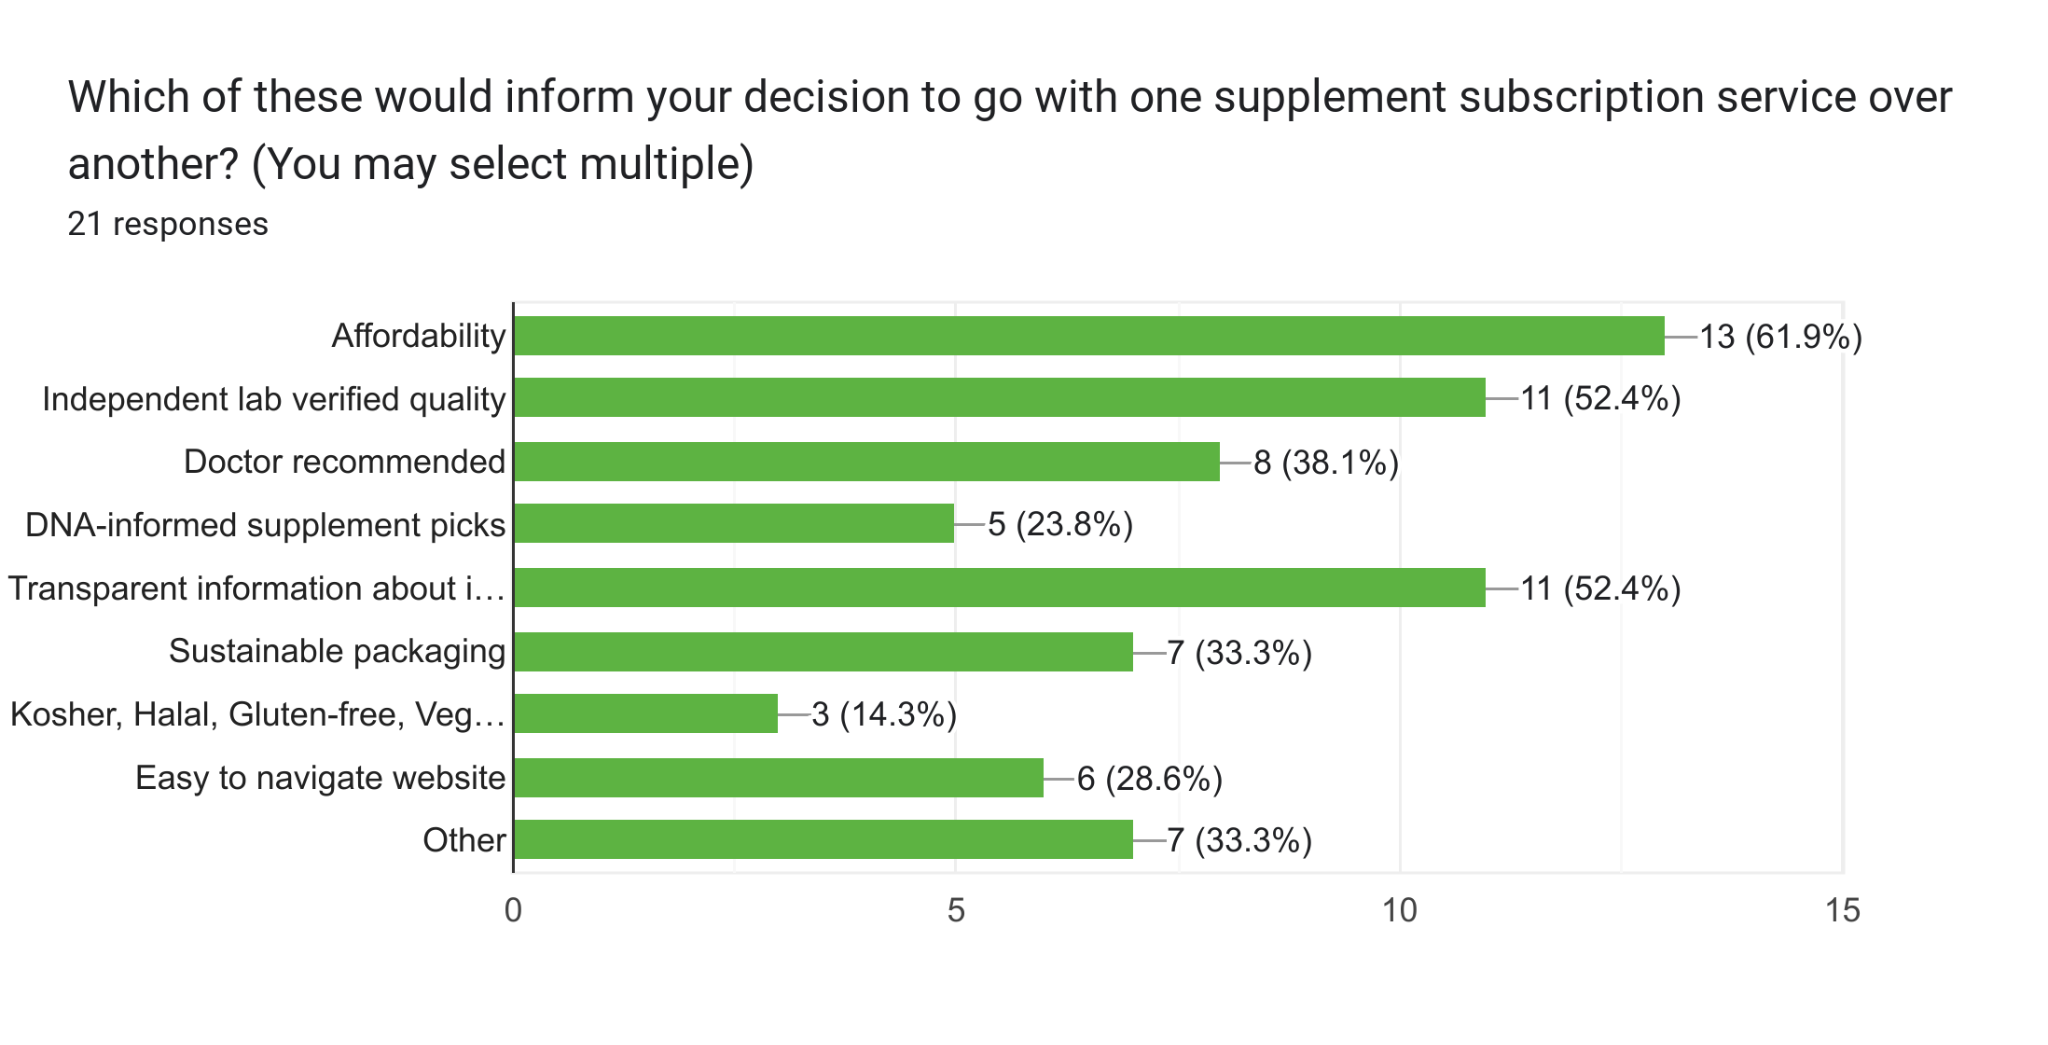 Which of these would inform your decision to go with one supplement subscription service over
another? (You may select multiple)
21 responses
Affordability 13 (61.9%)
Independent lab verified quality 11 (52.4%)
Doctor recommended 8 (38.1%)
DNA-informed supplement picks 5 (23.8%)
Transparent information about i… 11 (52.4%)
Sustainable packaging 7 (33.3%)
Kosher, Halal, Gluten-free, Veg… 3 (14.3%)
Easy to navigate website 6 (28.6%)
Other 7 (33.3%)
0 5 10 15